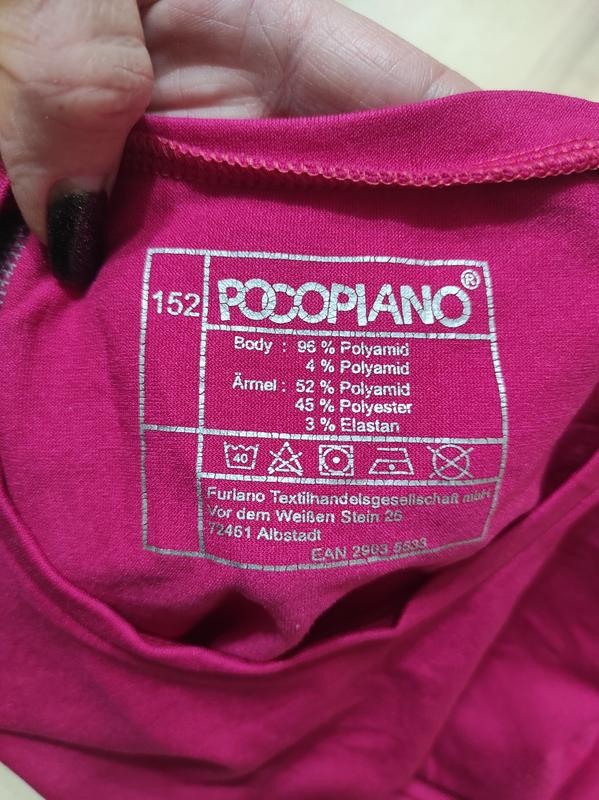 152
POCOPIANO®
Body : 96 % Polyamid
4 % Polyamid
Ärmel : 52 % Polyamid
45 % Polyester
3 % Elastan
40
Furlano Textilhandelsgesellschaft mbH
Vor dem Weißen Stein 25
72461 Albstadt
EAN 2903 5533